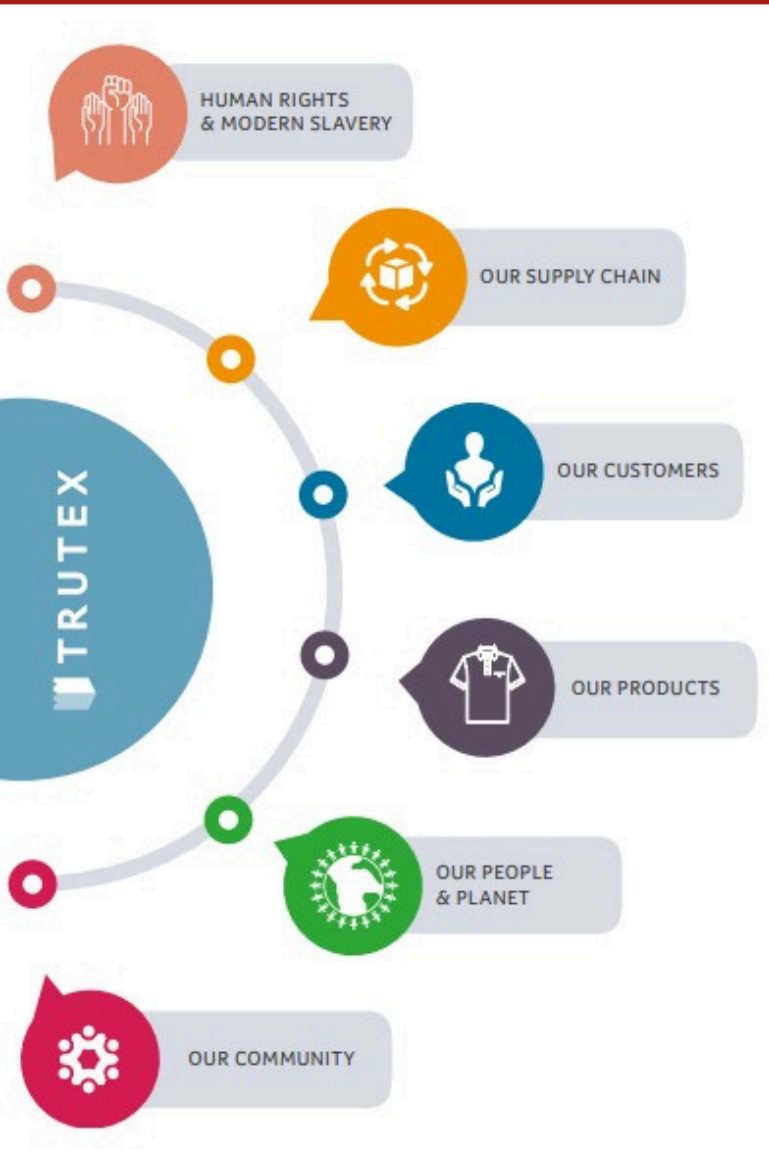 HUMAN RIGHTS
& MODERN SLAVERY
OUR SUPPLY CHAIN
OUR CUSTOMERS
TRUTEX
OUR PRODUCTS
OUR PEOPLE
& PLANET
OUR COMMUNITY